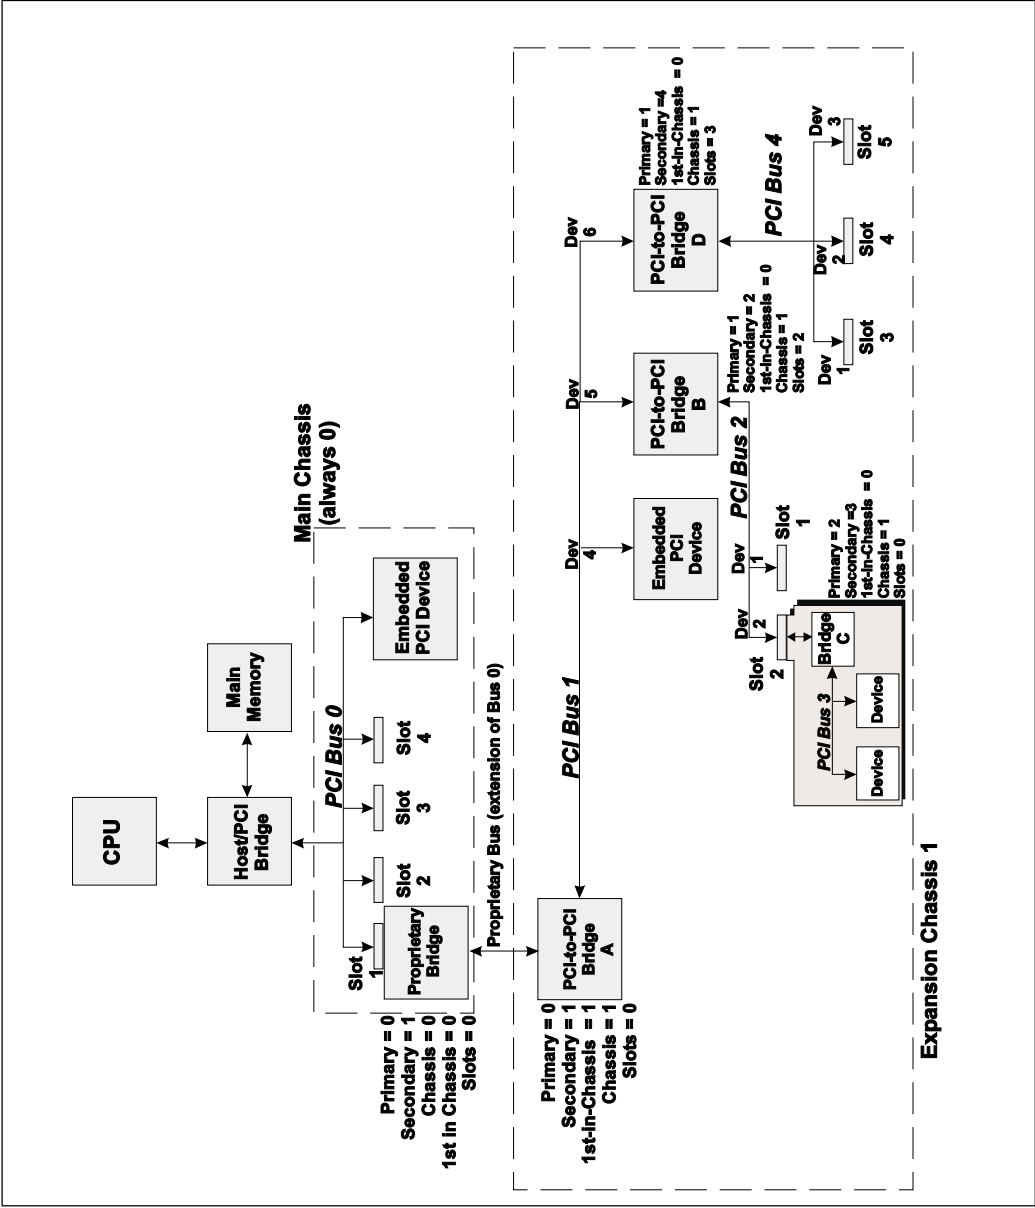 CPU
Host/PCI
Bridge
Main
Memory
Main Chassis
(always 0)
PCI Bus 0
Slot
1
Slot
2
Slot
3
Slot
4
Embedded
PCI Device
Proprietary
Bridge
Primary = 0
Secondary = 1
Chassis = 0
1st in Chassis = 0
Slots = 0
Proprietary Bus (extension of Bus 0)
PCI-to-PCI
Bridge
A
Primary = 0
Secondary = 1
1st-in-Chassis = 1
Chassis = 1
Slots = 0
PCI Bus 1
Dev
4
Dev
5
Dev
6
Embedded
PCI
Device
PCI-to-PCI
Bridge
B
PCI-to-PCI
Bridge
D
Primary = 1
Secondary =4
1st-in-Chassis = 0
Chassis = 1
Slots = 3
Primary = 1
Secondary = 2
1st-in-Chassis = 0
Chassis = 1
Slots = 2
PCI Bus 2
PCI Bus 4
Dev
2
Dev
1
Slot
2
Slot
1
Dev
1
Dev
2
Dev
3
Slot
3
Slot
4
Slot
5
Bridge
C
PCI Bus 3
Device
Device
Primary = 2
Secondary =3
1st-in-Chassis = 0
Chassis = 1
Slots = 0
Expansion Chassis 1